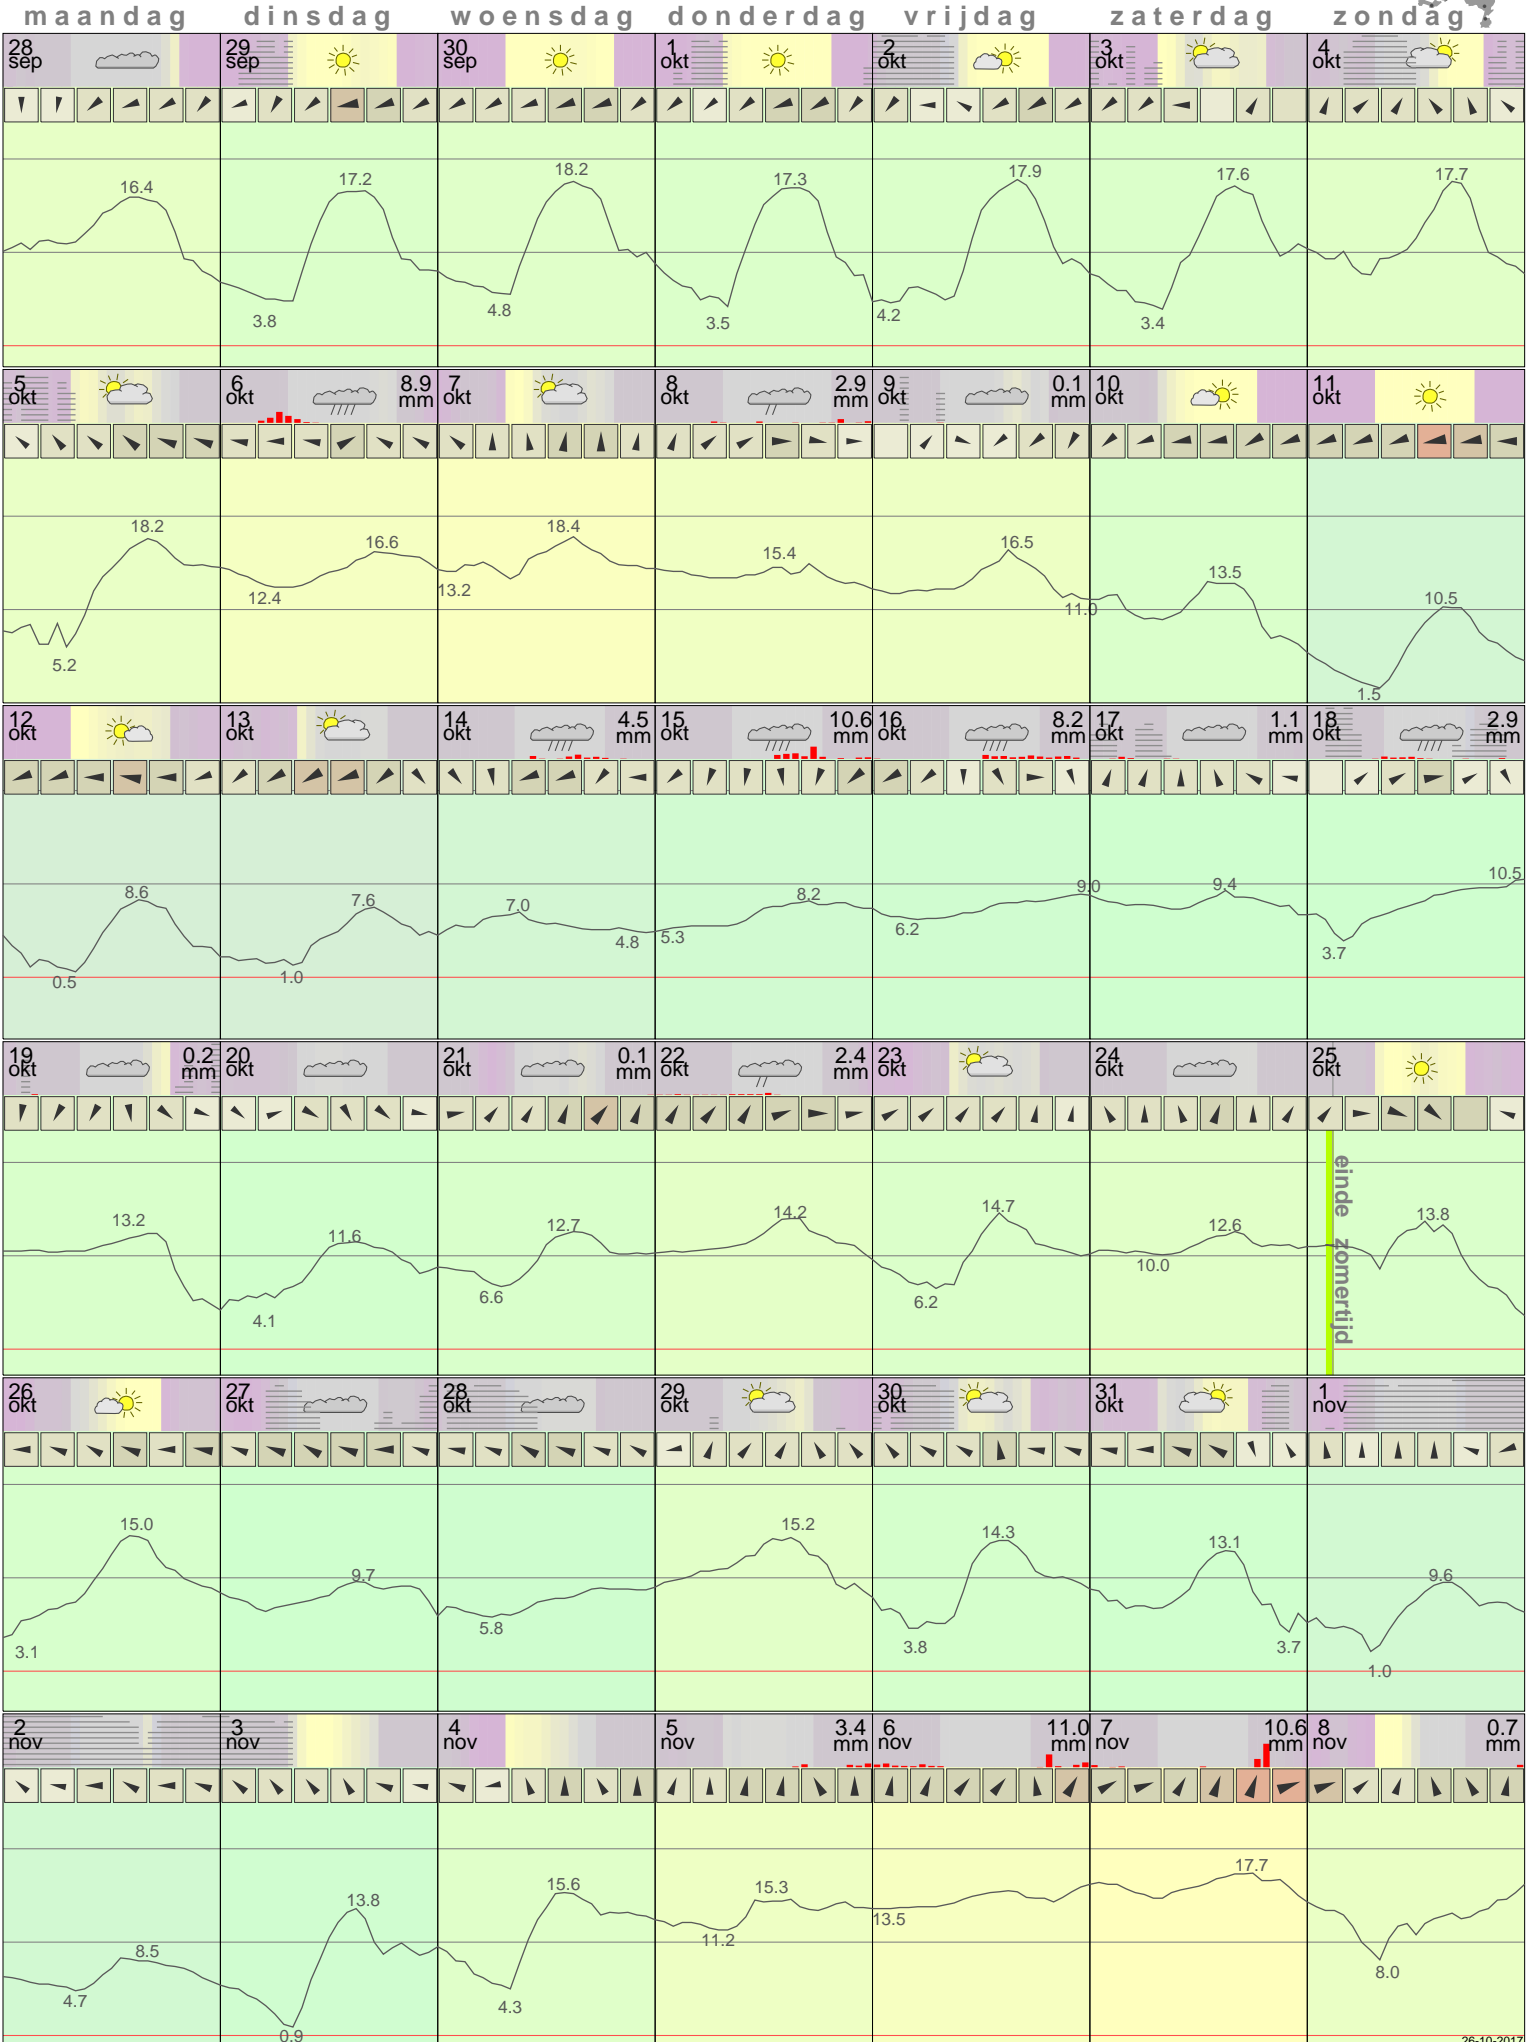 maandag dinsdag woensdag donderdag vrijdag zaterdag zondag
28 sep
29 sep
30 sep
1 okt
2 okt
3 okt
4 okt
16.4
3.8 17.2
4.8 18.2
3.5 17.3
4.2 17.9
3.4 17.6
17.7
5 okt
6 okt 8.9 mm
7 okt
8 okt 2.9 mm
9 okt 0.1 mm
10 okt
11 okt
5.2 18.2
12.4 16.6
13.2 18.4
15.4
16.5 11.0
13.5
1.5 10.5
12 okt
13 okt
14 okt 4.5 mm
15 okt 10.6 mm
16 okt 8.2 mm
17 okt 1.1 mm
18 okt 2.9 mm
0.5 8.6
1.0 7.6
7.0 4.8
5.3 8.2
6.2 9.0
9.4
3.7 10.5
19 okt 0.2 mm
20 okt
21 okt 0.1 mm
22 okt 2.4 mm
23 okt
24 okt
25 okt
13.2
4.1 11.6
6.6 12.7
14.2
6.2 14.7
10.0 12.6
einde zomertijd
13.8
26 okt
27 okt
28 okt
29 okt
30 okt
31 okt
1 nov
3.1 15.0
9.7
5.8
15.2
3.8 14.3
13.1 3.7
1.0 9.6
2 nov
3 nov
4 nov
5 nov 3.4 mm
6 nov 11.0 mm
7 nov 10.6 mm
8 nov 0.7 mm
4.7 8.5
0.9 13.8
4.3 15.6
11.2 15.3
13.5
17.7
8.0
26-10-2017